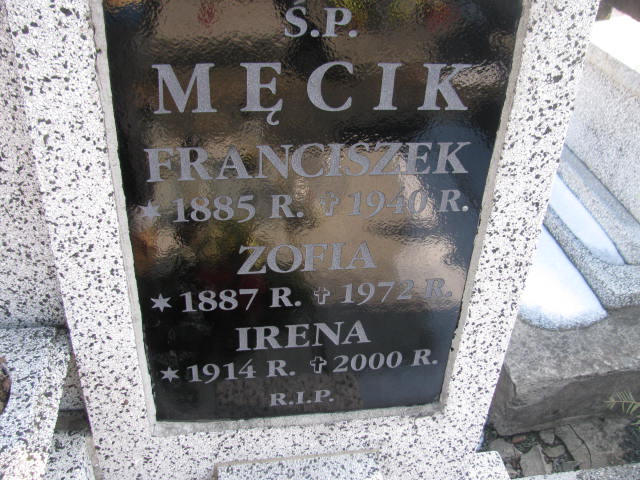 Ś.P.
MĘCIK
FRANCISZEK
* 1885 R. ✝ 1940 R.
ZOFIA
* 1887 R. ✝ 1972 R.
IRENA
* 1914 R. ✝ 2000 R.
R.I.P.